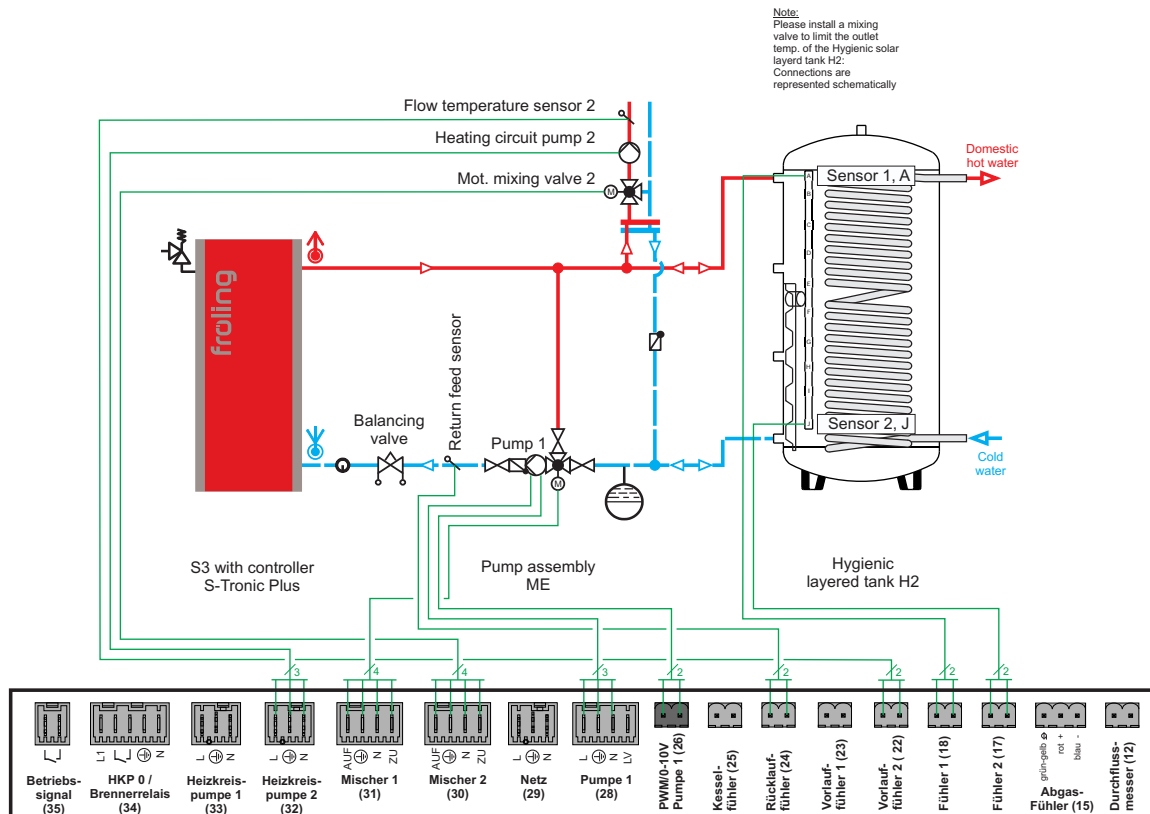 Note:
Please install a mixing
valve to limit the outlet
temp. of the Hygienic solar
layerd tank H2:
Connections are
represented schematically
Flow temperature sensor 2
Heating circuit pump 2
Mot. mixing valve 2
M
Domestic
hot water
Sensor 1, A
A
B
C
D
E
F
G
H
I
J
Sensor 2, J
Cold
water
fröling
Return feed sensor
Balancing
valve
Pump 1
M
S3 with controller
S-Tronic Plus
Pump assembly
ME
Hygienic
layered tank H2
3
4
4
3
2
2
2
2
2
L1
N
L
N
L
N
AUF
N
ZU
AUF
N
ZU
L
N
L
N
LV
grün-gelb
rot +
blau -
Betriebs-
signal
(35)
HKP 0 /
Brennerrelais
(34)
Heizkreis-
pumpe 1
(33)
Heizkreis-
pumpe 2
(32)
Mischer 1
(31)
Mischer 2
(30)
Netz
(29)
Pumpe 1
(28)
PWM/0-10V
Pumpe 1 (26)
Kessel-
fühler (25)
Rücklauf-
fühler (24)
Vorlauf-
fühler 1 (23)
Vorlauf-
fühler 2 ( 22)
Fühler 1 (18)
Fühler 2 (17)
Abgas-
Fühler (15)
Durchfluss-
messer (12)